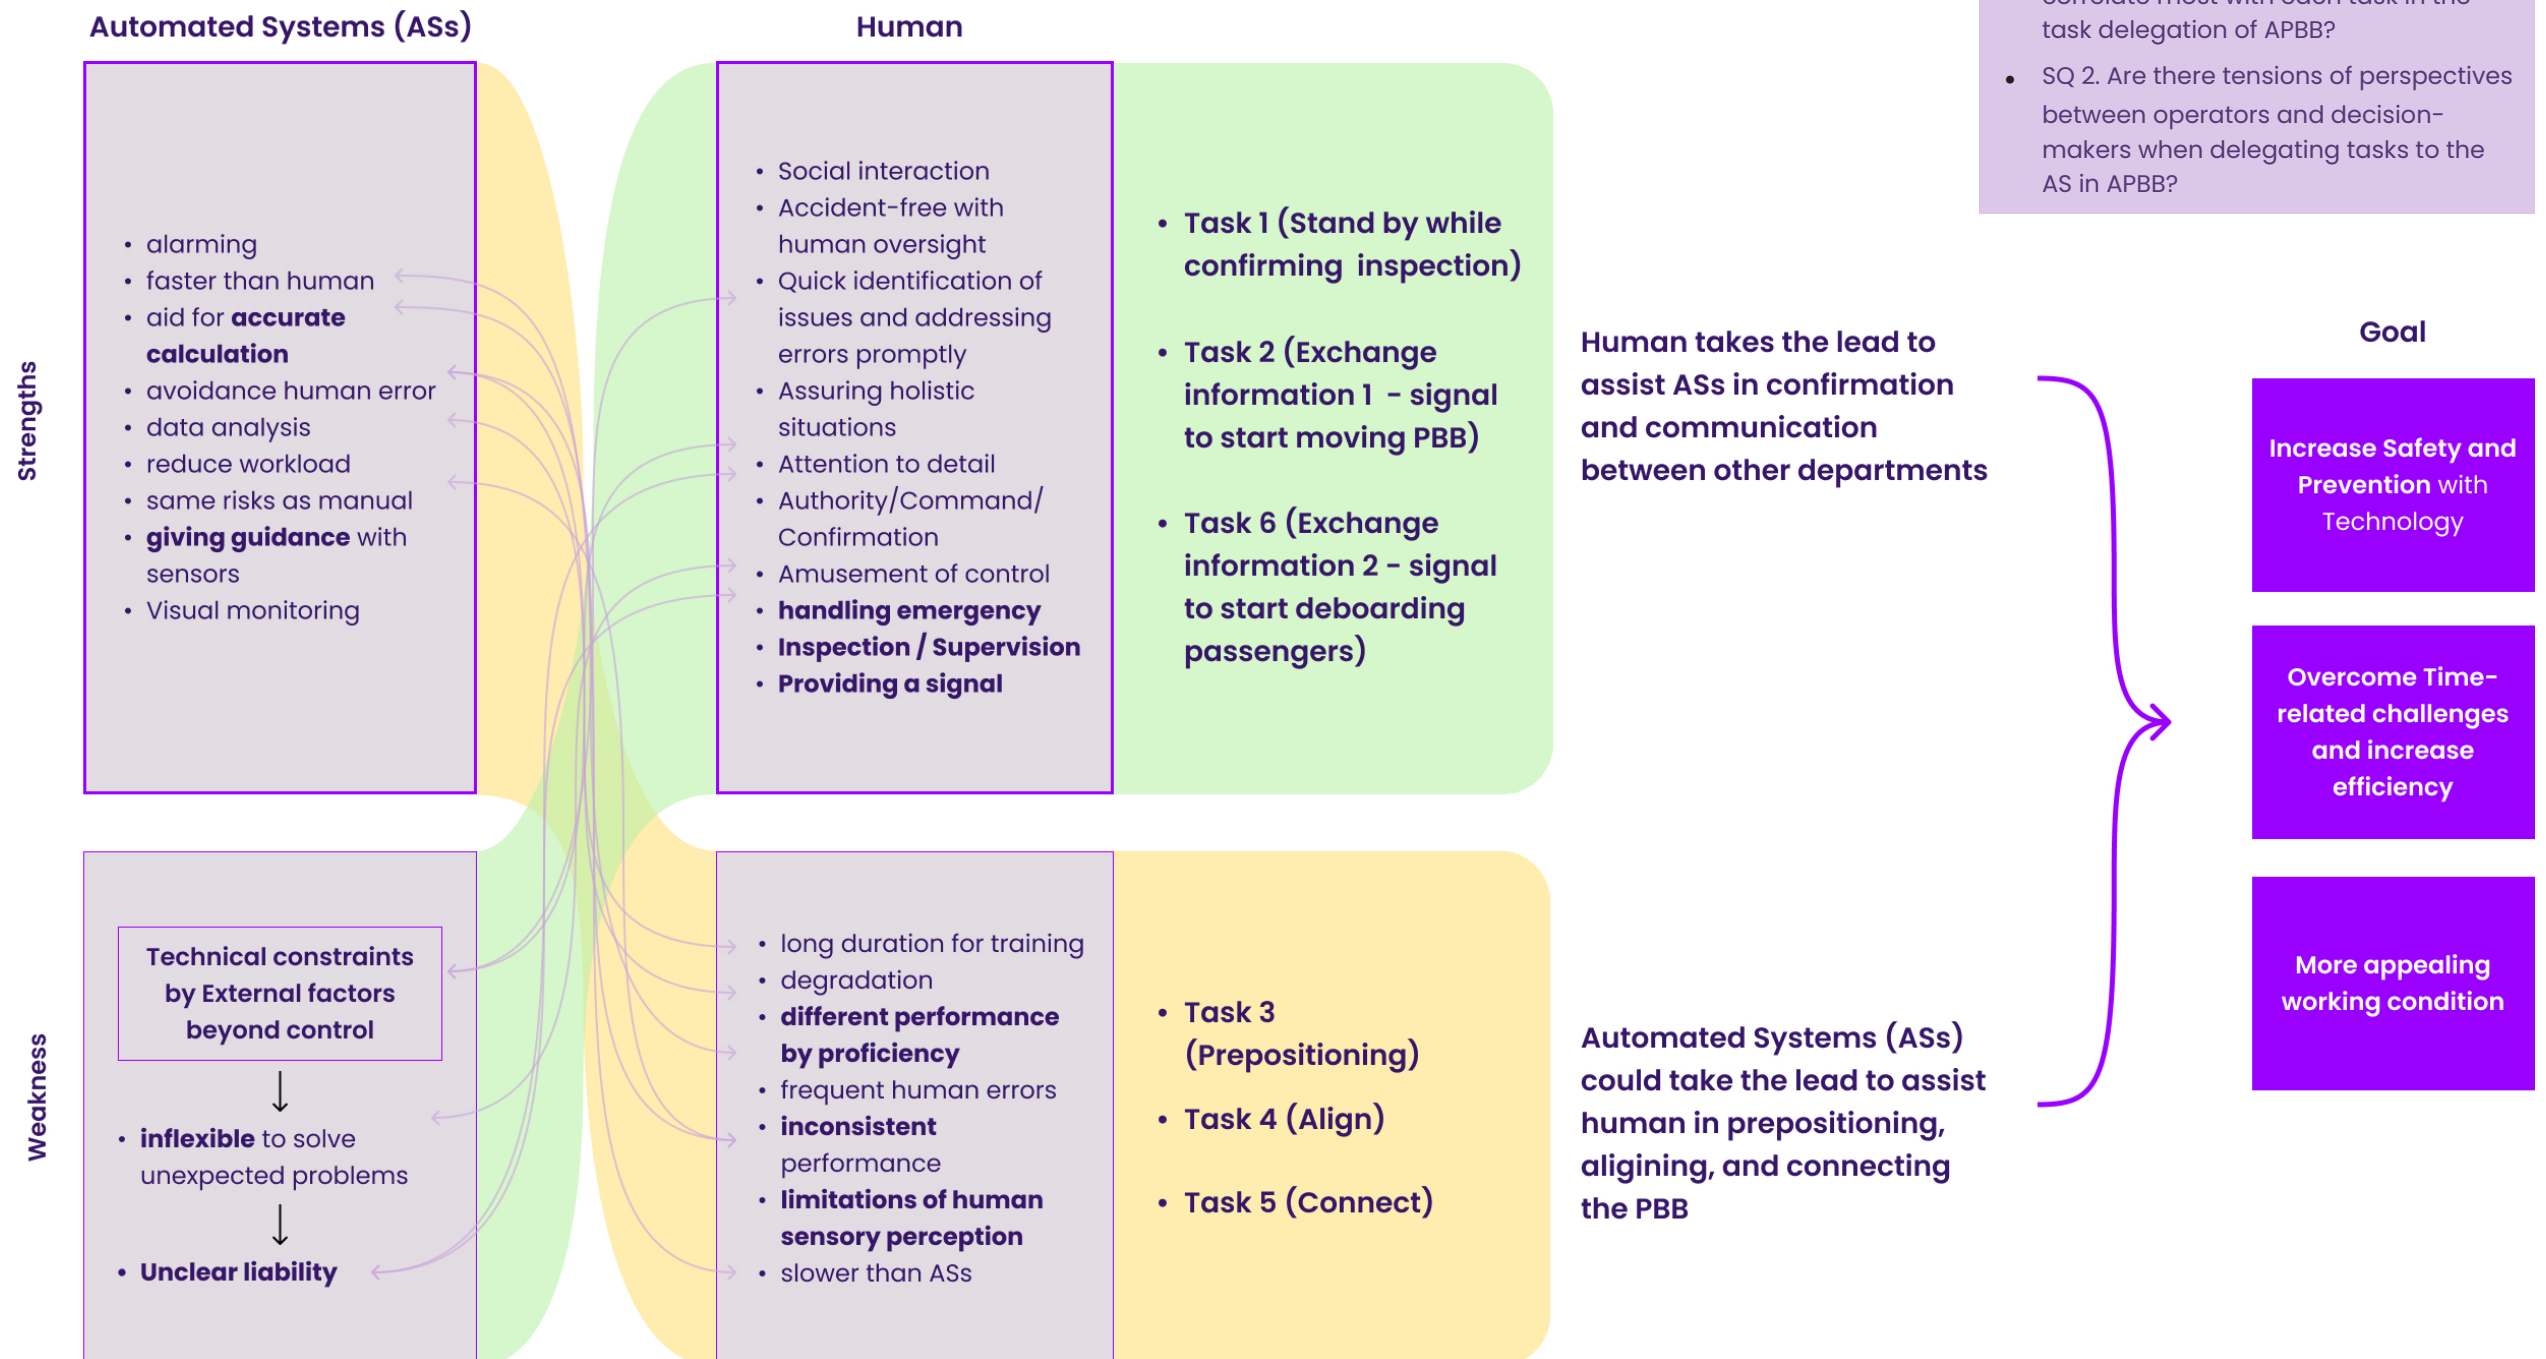 Automated Systems (ASs)
Human
correlate most with each task in the
task delegation of APBB?
• SQ 2. Are there tensions of perspectives
between operators and decision-
makers when delegating tasks to the
AS in APBB?
Strengths
• alarming
• faster than human
• aid for accurate
calculation
• avoidance human error
• data analysis
• reduce workload
• same risks as manual
• giving guidance with
sensors
• Visual monitoring
• Social interaction
• Accident-free with
human oversight
• Quick identification of
issues and addressing
errors promptly
• Assuring holistic
situations
• Attention to detail
• Authority/Command/
Confirmation
• Amusement of control
• handling emergency
• Inspection / Supervision
• Providing a signal
• Task 1 (Stand by while
confirming inspection)
• Task 2 (Exchange
information 1 - signal
to start moving PBB)
• Task 6 (Exchange
information 2 - signal
to start deboarding
passengers)
Human takes the lead to
assist ASs in confirmation
and communication
between other departments
Weakness
Technical constraints
by External factors
beyond control
• inflexible to solve
unexpected problems
• Unclear liability
• long duration for training
• degradation
• different performance
by proficiency
• frequent human errors
• inconsistent
performance
• limitations of human
sensory perception
• slower than ASs
• Task 3
(Prepositioning)
• Task 4 (Align)
• Task 5 (Connect)
Automated Systems (ASs)
could take the lead to assist
human in prepositioning,
aligining, and connecting
the PBB
Goal
Increase Safety and
Prevention with
Technology
Overcome Time-
related challenges
and increase
efficiency
More appealing
working condition